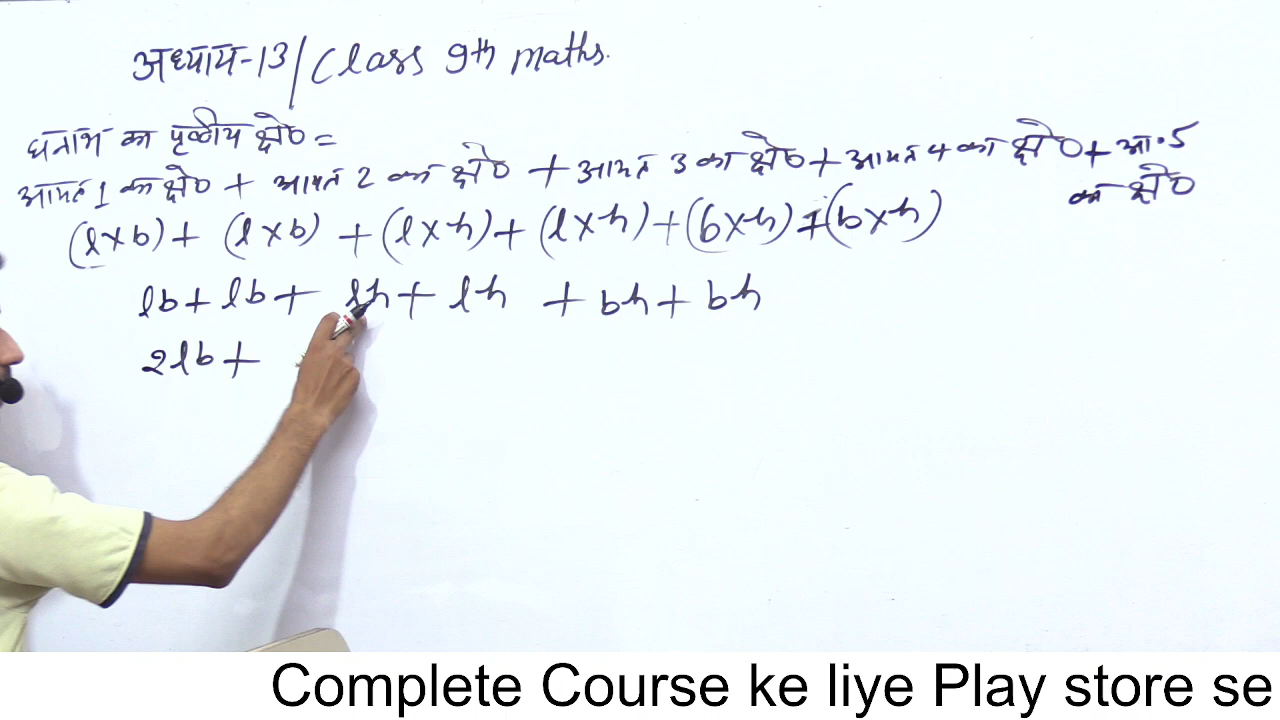 अध्याय-13/Class 9th maths.
घनाभ का पृष्ठीय क्षे० =
आयत 1 का क्षे० + आयत 2 का क्षे० + आयत 3 का क्षे० + आयत 4 का क्षे० + आ॰5
का क्षे०
(l×b) + (l×b) + (l×h) + (l×h) + (b×h) + (b×h)
lb + lb + lh + lh + bh + bh
2lb +
Complete Course ke liye Play store se